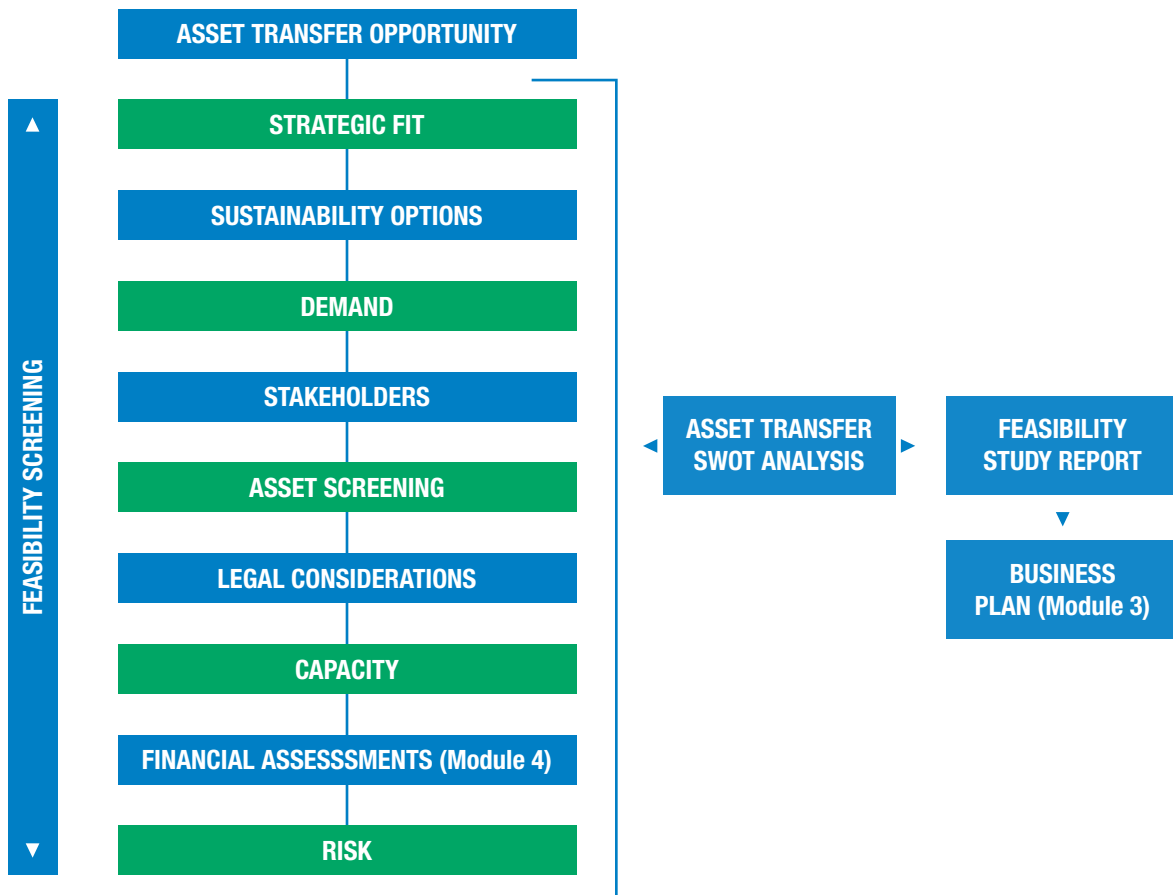 ASSET TRANSFER OPPORTUNITY
FEASIBILITY SCREENING
STRATEGIC FIT
SUSTAINABILITY OPTIONS
DEMAND
STAKEHOLDERS
ASSET SCREENING
LEGAL CONSIDERATIONS
CAPACITY
FINANCIAL ASSESSSMENTS (Module 4)
RISK
ASSET TRANSFER
SWOT ANALYSIS
FEASIBILITY
STUDY REPORT
BUSINESS
PLAN (Module 3)